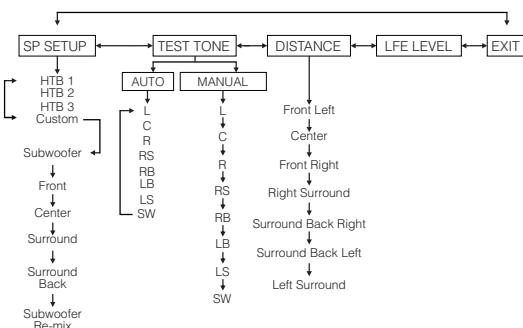 SP SETUP
TEST TONE
DISTANCE
LFE LEVEL
EXIT
HTB 1
HTB 2
HTB 3
Custom
Subwoofer
Front
Center
Surround
Surround
Back
Subwoofer
Re-mix
AUTO
L
C
R
RS
RB
LB
LS
SW
MANUAL
L
C
R
RS
RB
LB
LS
SW
Front Left
Center
Front Right
Right Surround
Surround Back Right
Surround Back Left
Left Surround